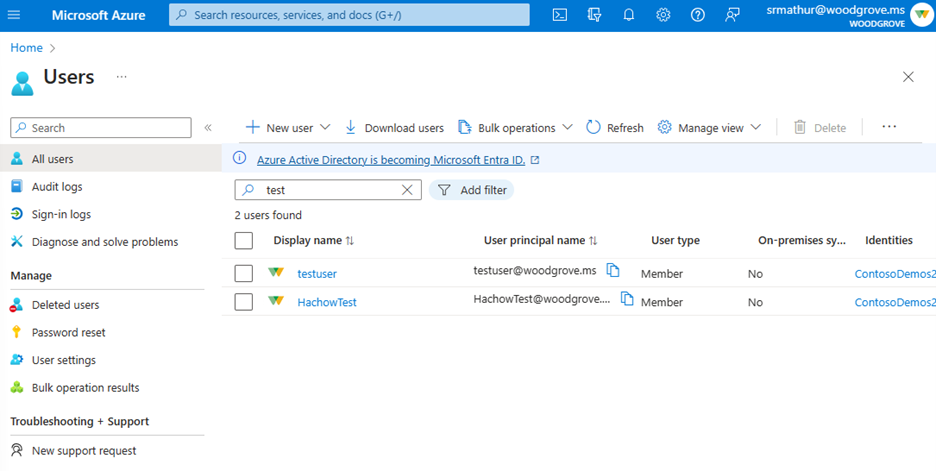 Microsoft Azure
Search resources, services, and docs (G+/)
srmathur@woodgrove.ms
WOODGROVE
Home
Users
...
Search
New user
Download users
Bulk operations
Refresh
Manage view
Delete
...
All users
Audit logs
Sign-in logs
Diagnose and solve problems
Manage
Deleted users
Password reset
User settings
Bulk operation results
Troubleshooting + Support
New support request
Azure Active Directory is becoming Microsoft Entra ID.
test
Add filter
2 users found
Display name User principal name User type On-premises sy... Identities
testuser testuser@woodgrove.ms Member No ContosoDemos2
HachowTest HachowTest@woodgrove.... Member No ContosoDemos2